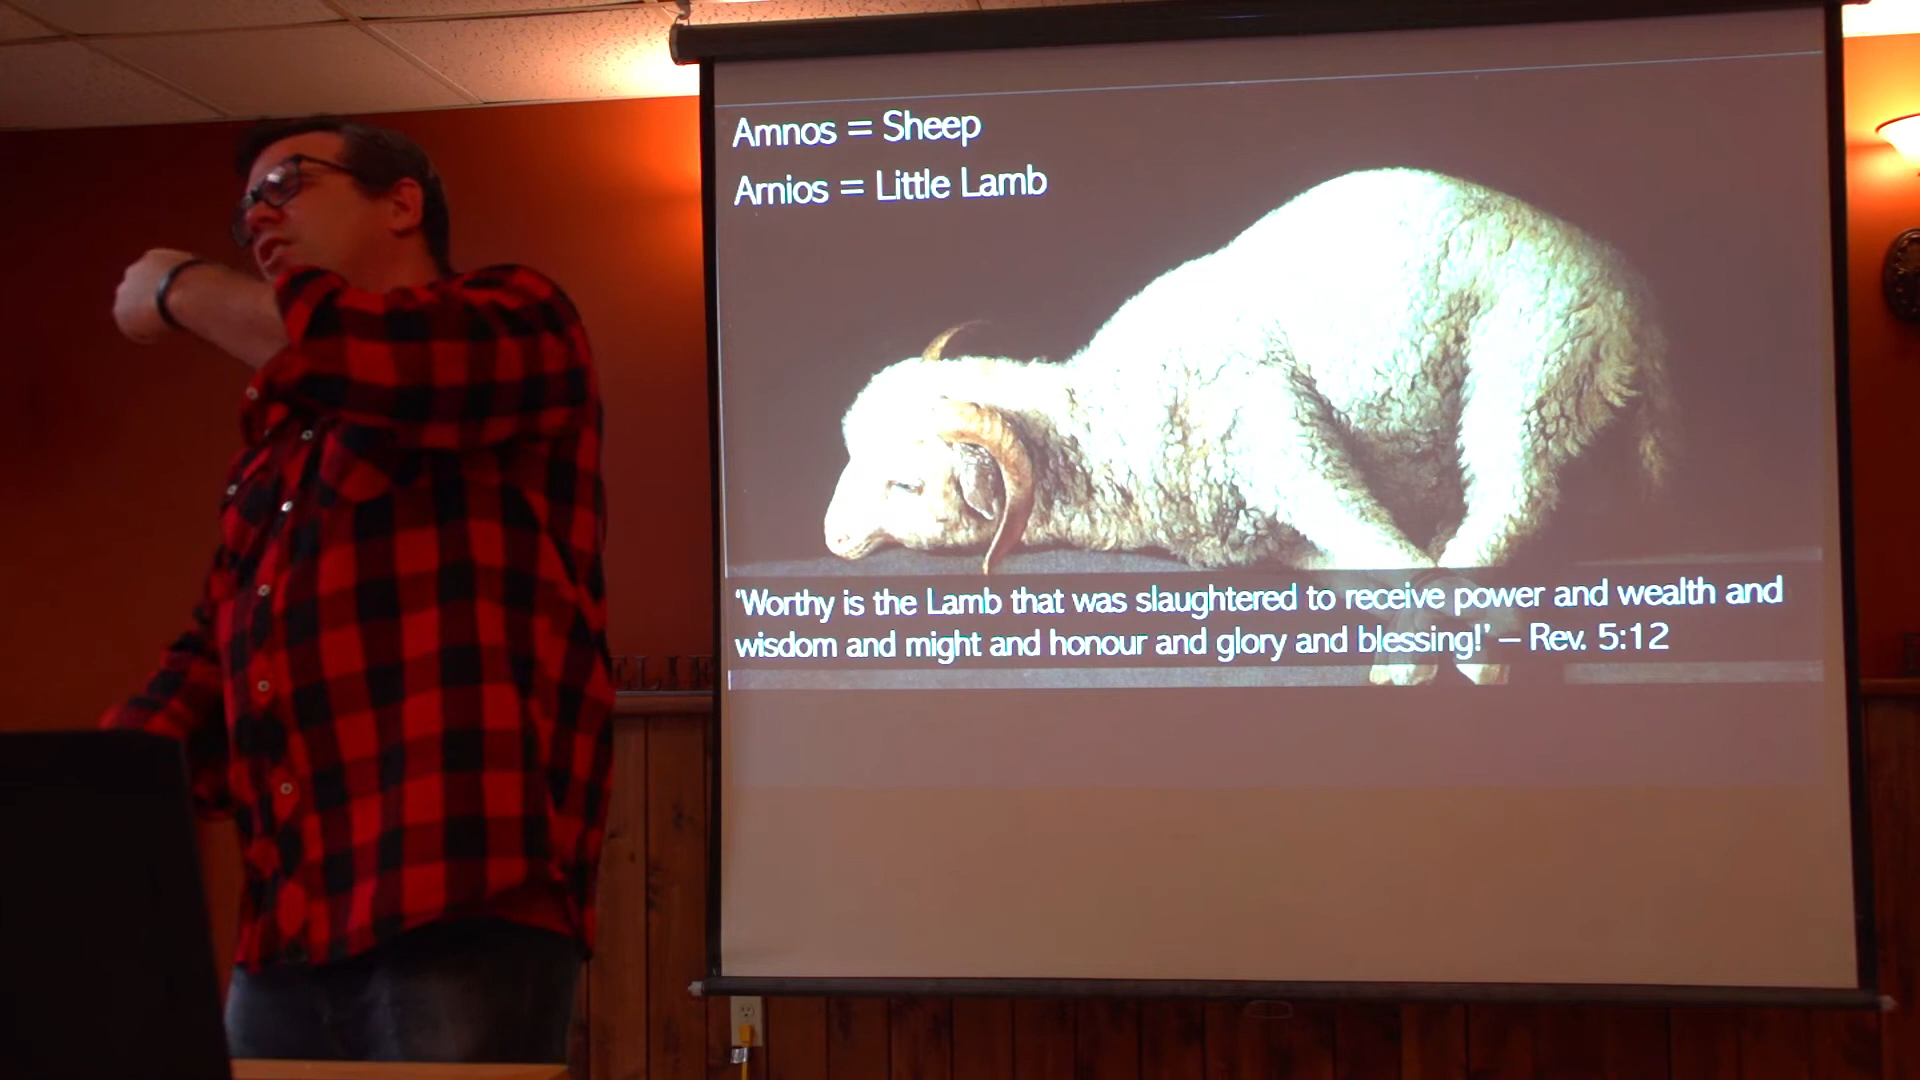 Amnos = Sheep
Arnios = Little Lamb
‘Worthy is the Lamb that was slaughtered to receive power and wealth and
wisdom and might and honour and glory and blessing!’ – Rev. 5:12